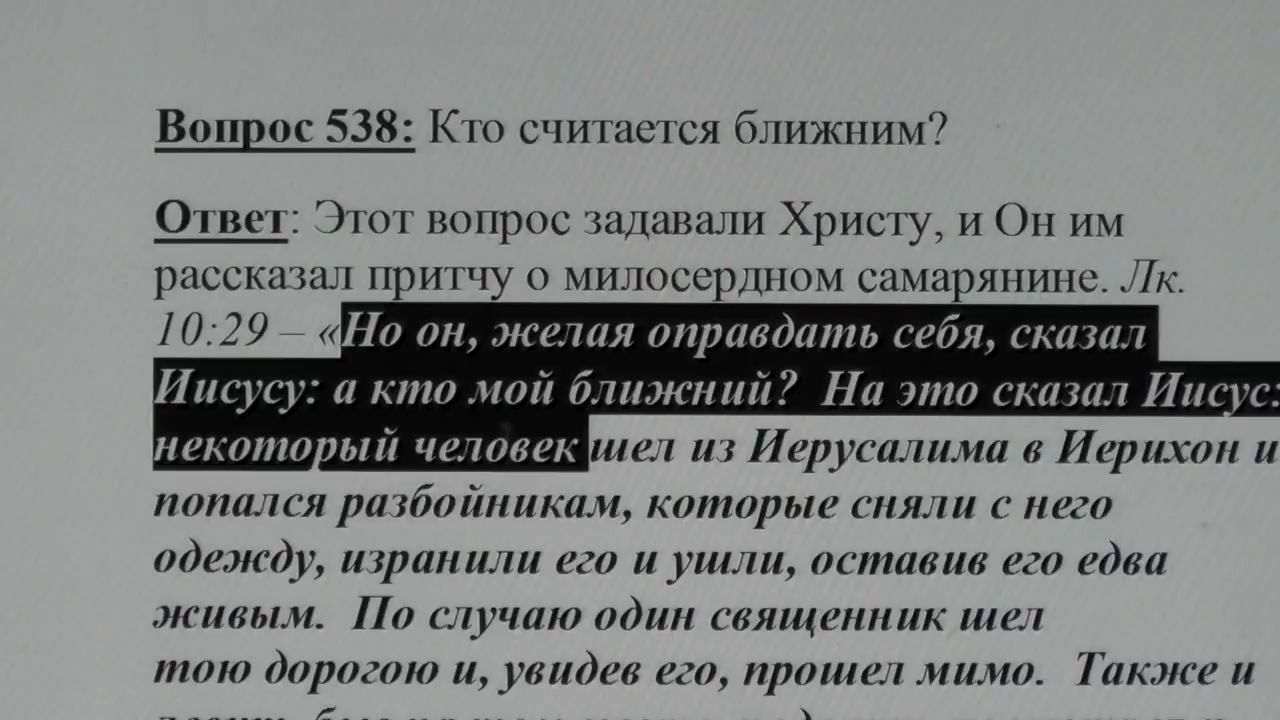 Вопрос 538: Кто считается ближним?
Ответ: Этот вопрос задавали Христу, и Он им
рассказал притчу о милосердном самарянине. Лк.
10:29 – «Но он, желая оправдать себя, сказал
Иисусу: а кто мой ближний? На это сказал Иисус:
некоторый человек шел из Иерусалима в Иерихон и
попался разбойникам, которые сняли с него
одежду, изранили его и ушли, оставив его едва
живым. По случаю один священник шел
тою дорогою и, увидев его, прошел мимо. Также и